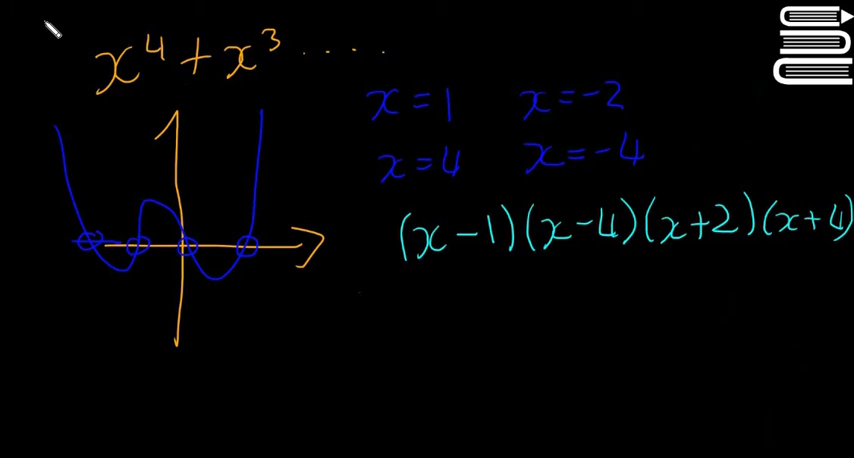 x⁴ + x³ ....
x = 1 x = -2
x = 4 x = -4
(x - 1)(x - 4)(x + 2)(x + 4)